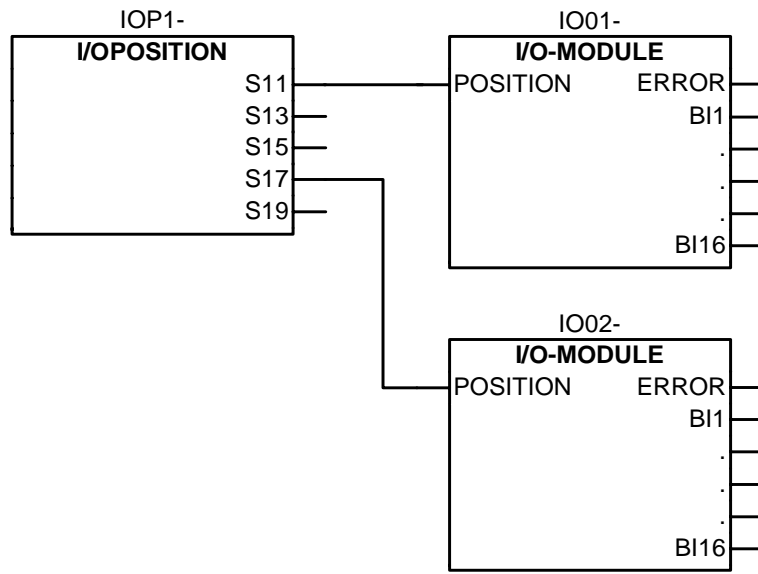 IOP1-
I/OPOSITION
S11
S13
S15
S17
S19
IO01-
I/O-MODULE
POSITION ERROR
BI1
.
.
.
BI16
IO02-
I/O-MODULE
POSITION ERROR
BI1
.
.
.
BI16